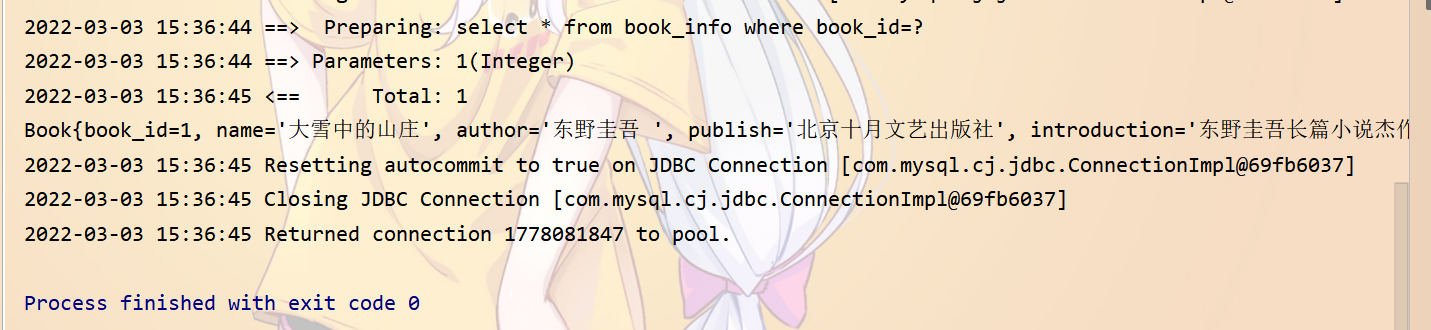 2022-03-03 15:36:44 ==>  Preparing: select * from book_info where book_id=?
2022-03-03 15:36:44 ==> Parameters: 1(Integer)
2022-03-03 15:36:45 <==      Total: 1
Book{book_id=1, name='大雪中的山庄', author='东野圭吾 ', publish='北京十月文艺出版社', introduction='东野圭吾长篇小说杰作
2022-03-03 15:36:45 Resetting autocommit to true on JDBC Connection [com.mysql.cj.jdbc.ConnectionImpl@69fb6037]
2022-03-03 15:36:45 Closing JDBC Connection [com.mysql.cj.jdbc.ConnectionImpl@69fb6037]
2022-03-03 15:36:45 Returned connection 1778081847 to pool.
Process finished with exit code 0